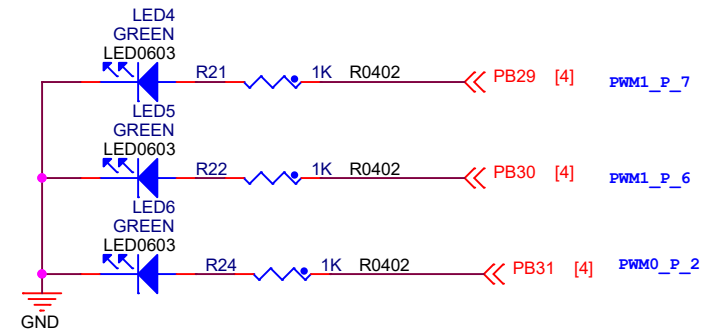 LED4
GREEN
LED0603
R21 1K R0402 PB29 [4] PWM1_P_7
LED5
GREEN
LED0603
R22 1K R0402 PB30 [4] PWM1_P_6
LED6
GREEN
LED0603
R24 1K R0402 PB31 [4] PWM0_P_2
GND